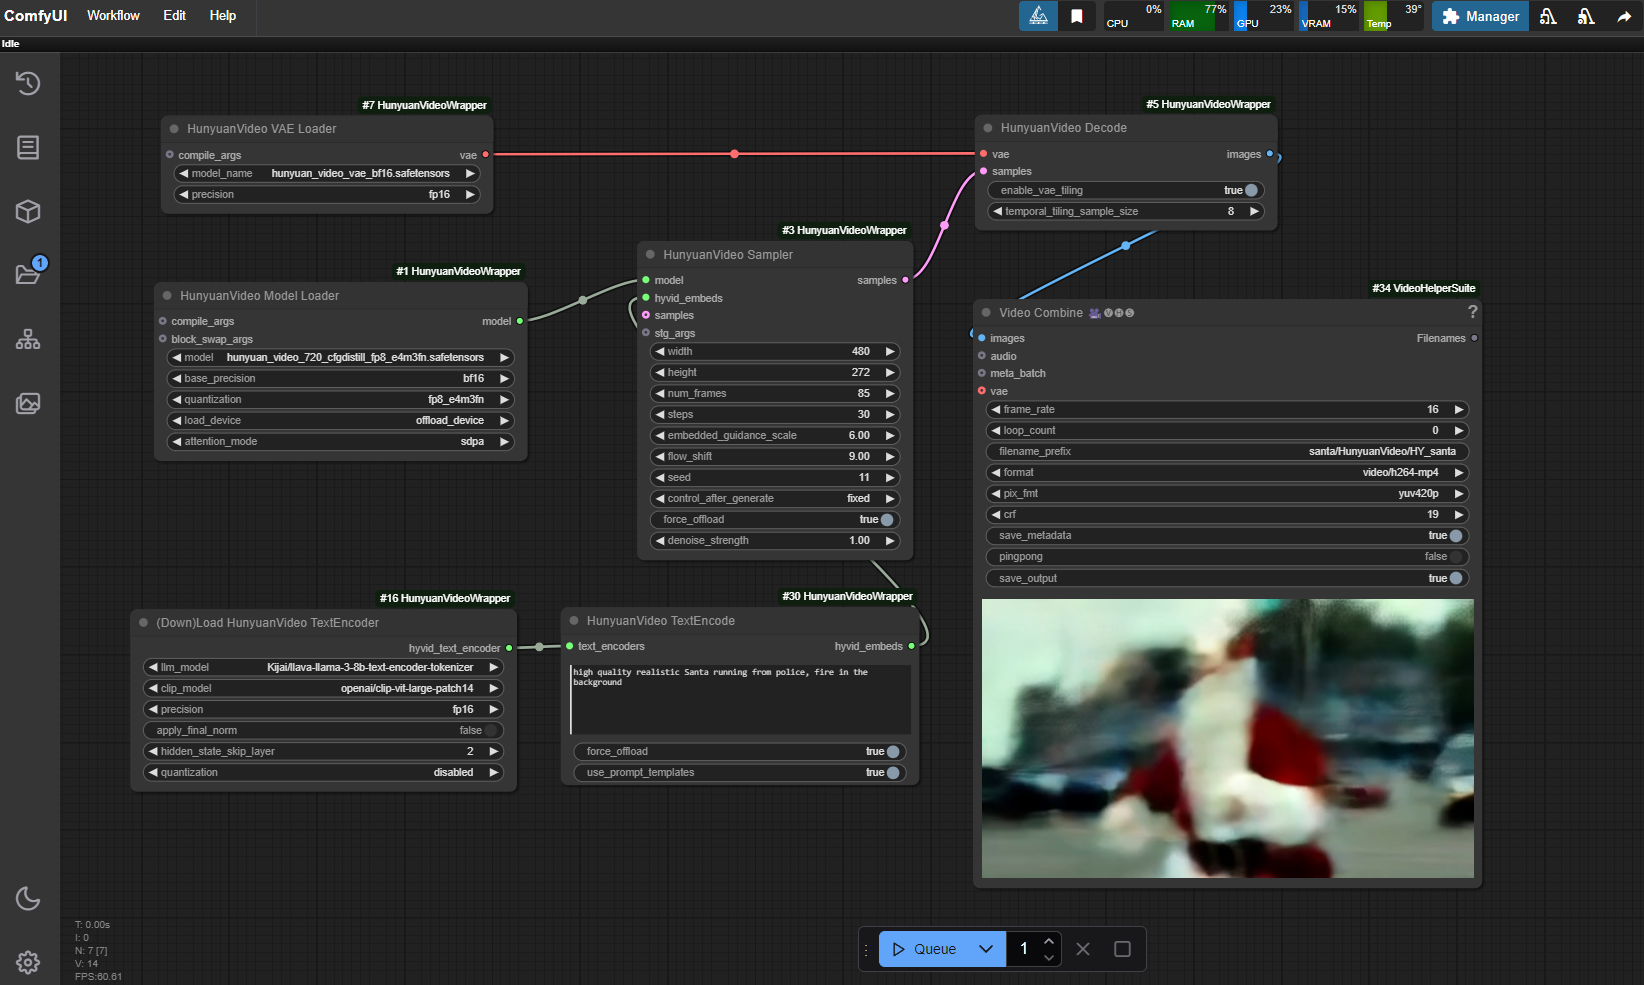 ComfyUI Workflow Edit Help
CPU 0% RAM 77% GPU 23% VRAM 15% Temp 39°
Manager
Idle
1
#7 HunyuanVideoWrapper
HunyuanVideo VAE Loader
compile_args vae
model_name hunyuan_video_vae_bf16.safetensors
precision fp16
#5 HunyuanVideoWrapper
HunyuanVideo Decode
vae images
samples
enable_vae_tiling true
temporal_tiling_sample_size 8
#1 HunyuanVideoWrapper
HunyuanVideo Model Loader
compile_args model
block_swap_args
model hunyuan_video_720_cfgdistill_fp8_e4m3fn.safetensors
base_precision bf16
quantization fp8_e4m3fn
load_device offload_device
attention_mode sdpa
#3 HunyuanVideoWrapper
HunyuanVideo Sampler
model samples
hyvid_embeds
samples
stg_args
width 480
height 272
num_frames 85
steps 30
embedded_guidance_scale 6.00
flow_shift 9.00
seed 11
control_after_generate fixed
force_offload true
denoise_strength 1.00
#34 VideoHelperSuite
Video Combine 🎥🅥🅗🅢 ?
images Filenames
audio
meta_batch
vae
frame_rate 16
loop_count 0
filename_prefix santa/HunyuanVideo/HY_santa
format video/h264-mp4
pix_fmt yuv420p
crf 19
save_metadata true
pingpong false
save_output true
#16 HunyuanVideoWrapper
(Down)Load HunyuanVideo TextEncoder
hyvid_text_encoder
llm_model Kijai/llava-llama-3-8b-text-encoder-tokenizer
clip_model openai/clip-vit-large-patch14
precision fp16
apply_final_norm false
hidden_state_skip_layer 2
quantization disabled
#30 HunyuanVideoWrapper
HunyuanVideo TextEncode
text_encoders hyvid_embeds
high quality realistic Santa running from police, fire in the
background
force_offload true
use_prompt_templates true
T: 0.00s
I: 0
N: 7 [7]
V: 14
FPS:60.61
Queue 1